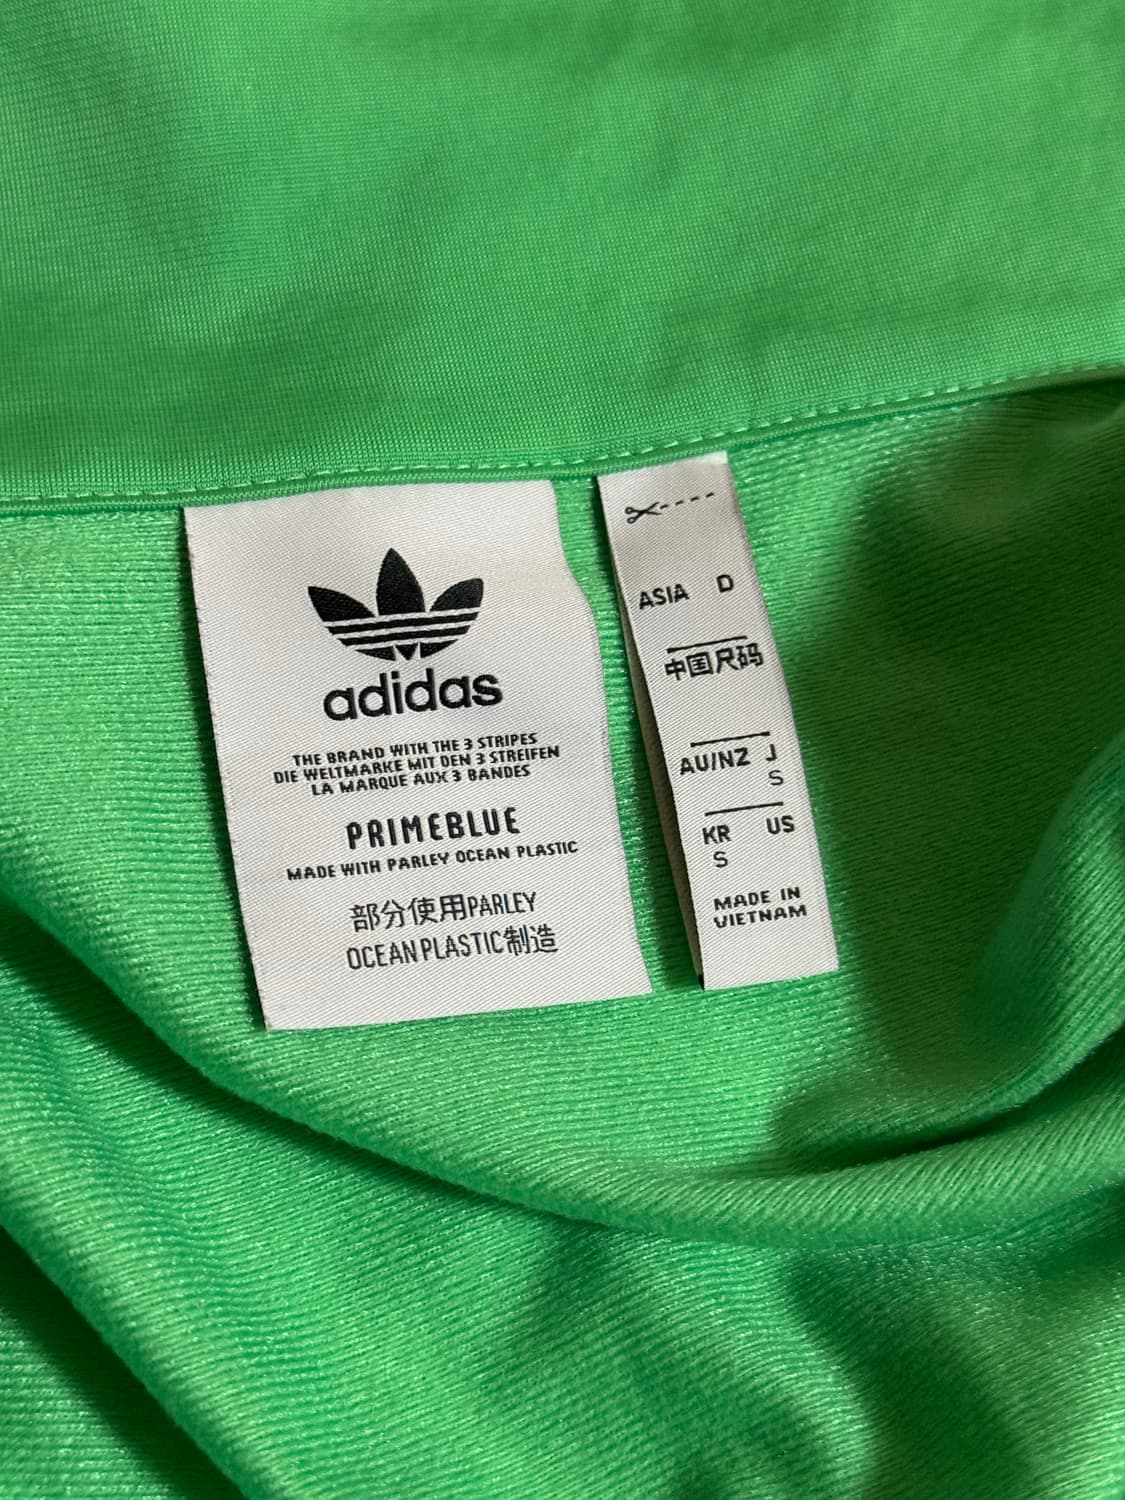 adidas
THE BRAND WITH THE 3 STRIPES
DIE WELTMARKE MIT DEN 3 STREIFEN
LA MARQUE AUX 3 BANDES
PRIMEBLUE
MADE WITH PARLEY OCEAN PLASTIC
部分使用PARLEY
OCEAN PLASTIC制造
ASIA D
中国尺码
AU/NZ J
S
KR US
S
MADE IN
VIETNAM